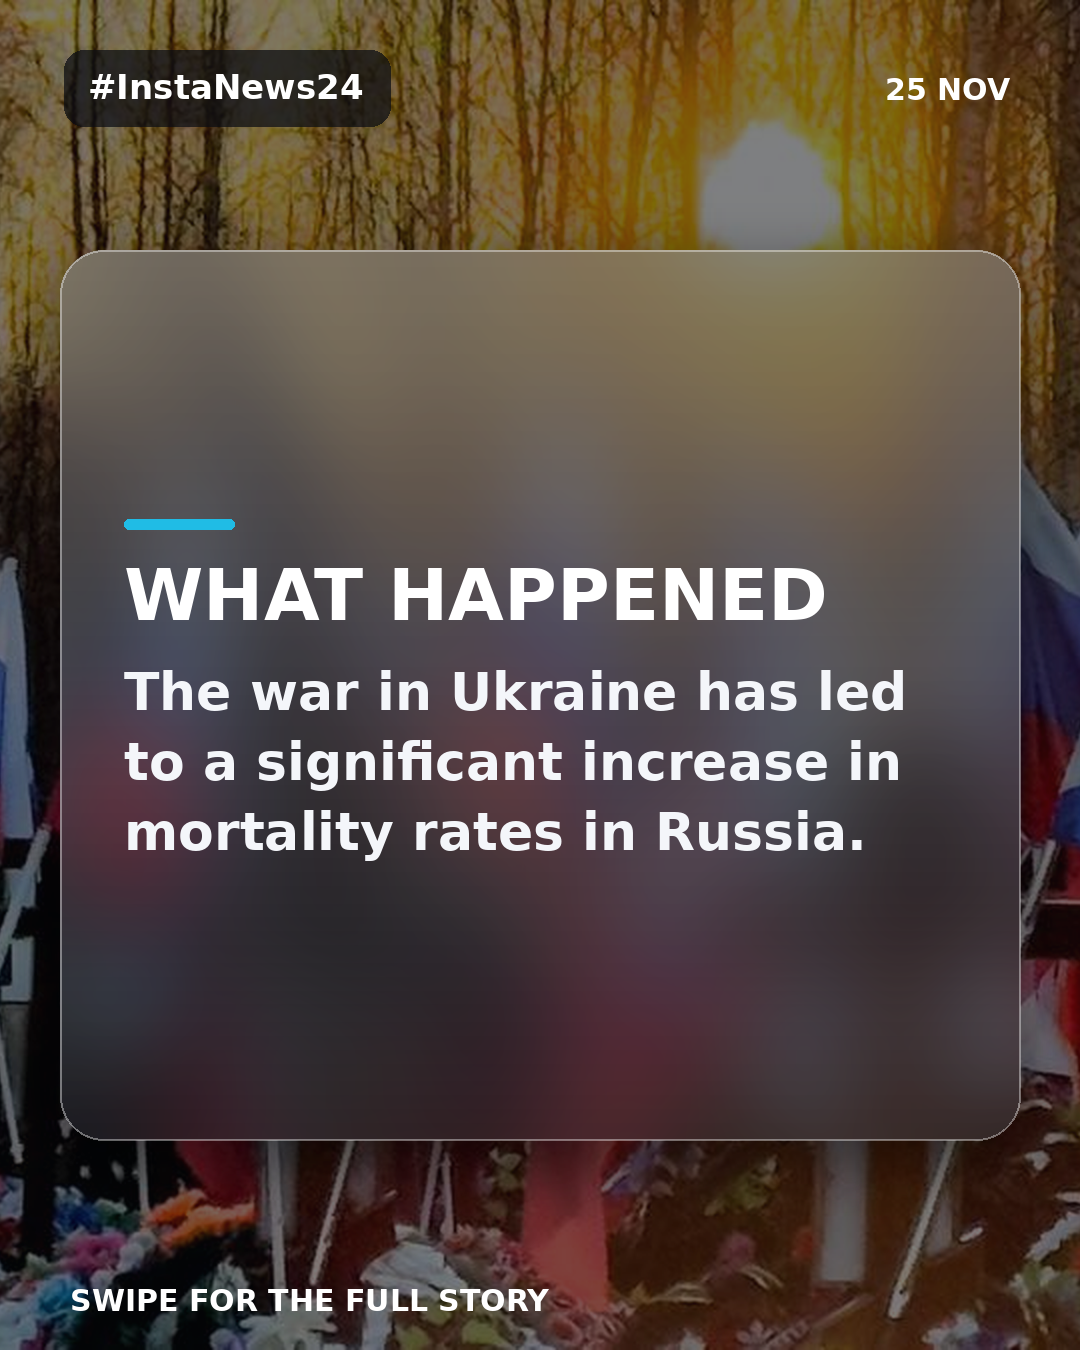 #InstaNews24
25 NOV
WHAT HAPPENED
The war in Ukraine has led
to a significant increase in
mortality rates in Russia.
SWIPE FOR THE FULL STORY